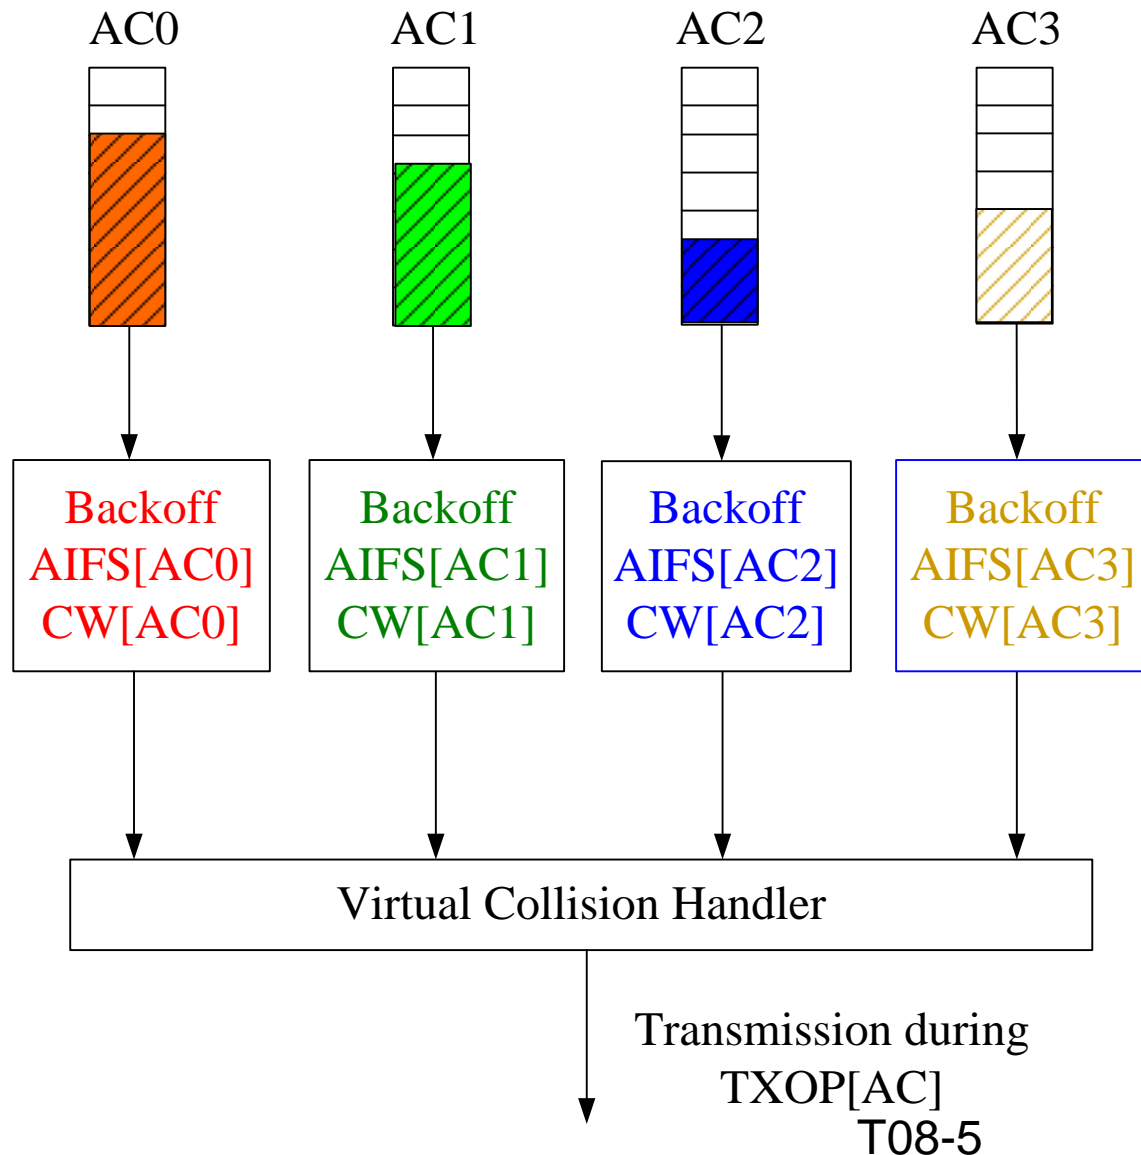 AC0
AC1
AC2
AC3
Backoff
AIFS[AC0]
CW[AC0]
Backoff
AIFS[AC1]
CW[AC1]
Backoff
AIFS[AC2]
CW[AC2]
Backoff
AIFS[AC3]
CW[AC3]
Virtual Collision Handler
Transmission during
TXOP[AC]
T08-5